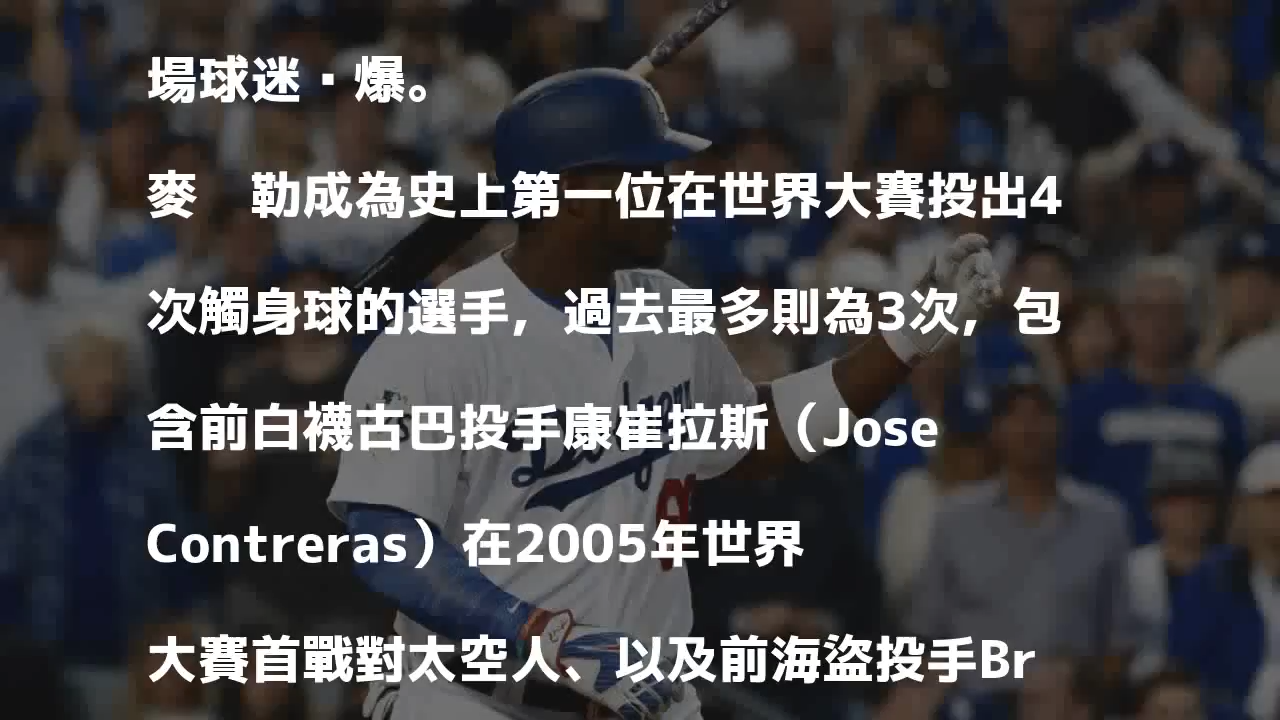 場球迷·爆。
麥　勒成為史上第一位在世界大賽投出4
次觸身球的選手，過去最多則為3次，包
含前白襪古巴投手康崔拉斯（Jose
Contreras）在2005年世界
大賽首戰對太空人、以及前海盜投手Br
Dodgers